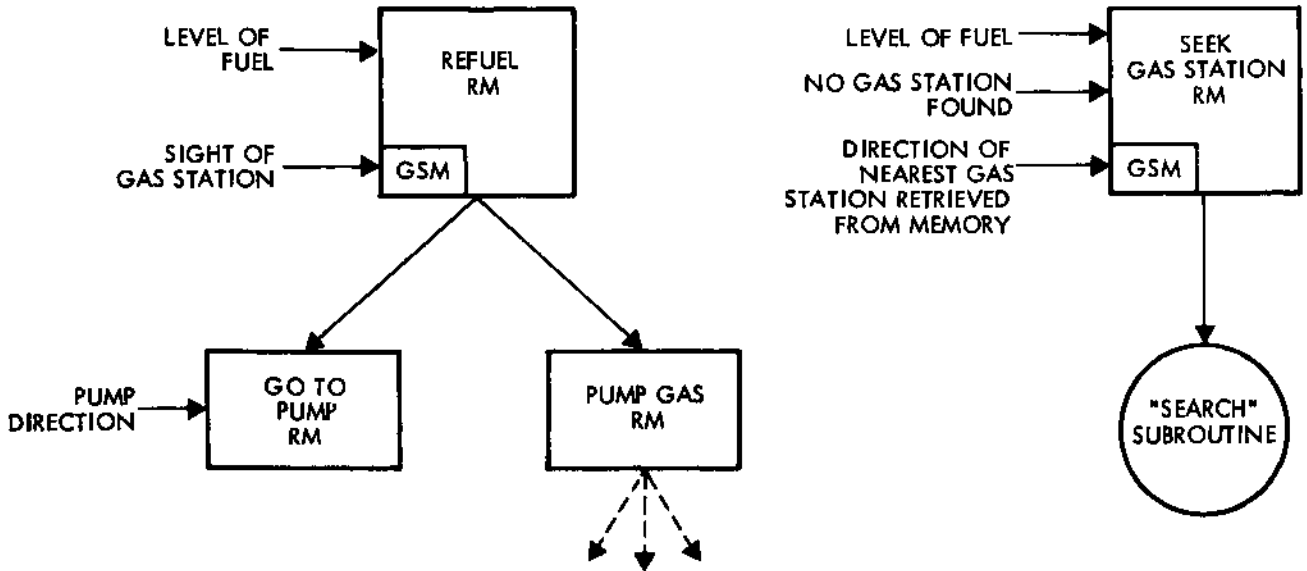 LEVEL OF
FUEL
REFUEL
RM
SIGHT OF
GAS STATION
GSM
PUMP
DIRECTION
GO TO
PUMP
RM
PUMP GAS
RM
LEVEL OF FUEL
NO GAS STATION
FOUND
DIRECTION OF
NEAREST GAS
STATION RETRIEVED
FROM MEMORY
SEEK
GAS STATION
RM
GSM
"SEARCH"
SUBROUTINE